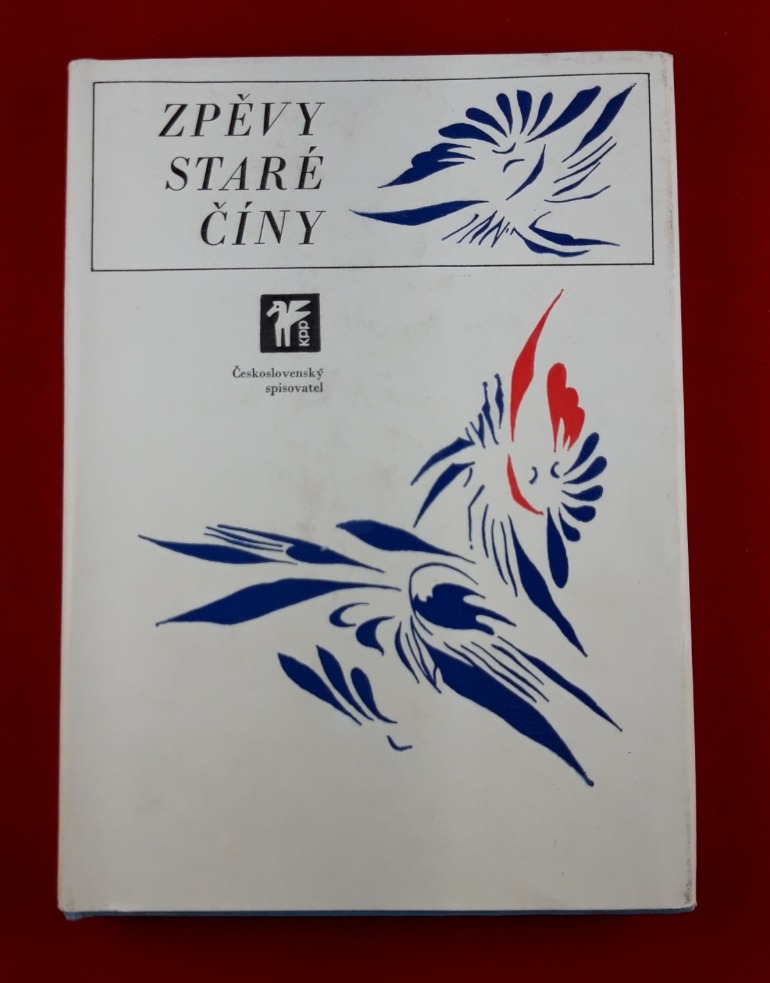 ZPĚVY
STARÉ
ČÍNY
KPP
Československý
spisovatel